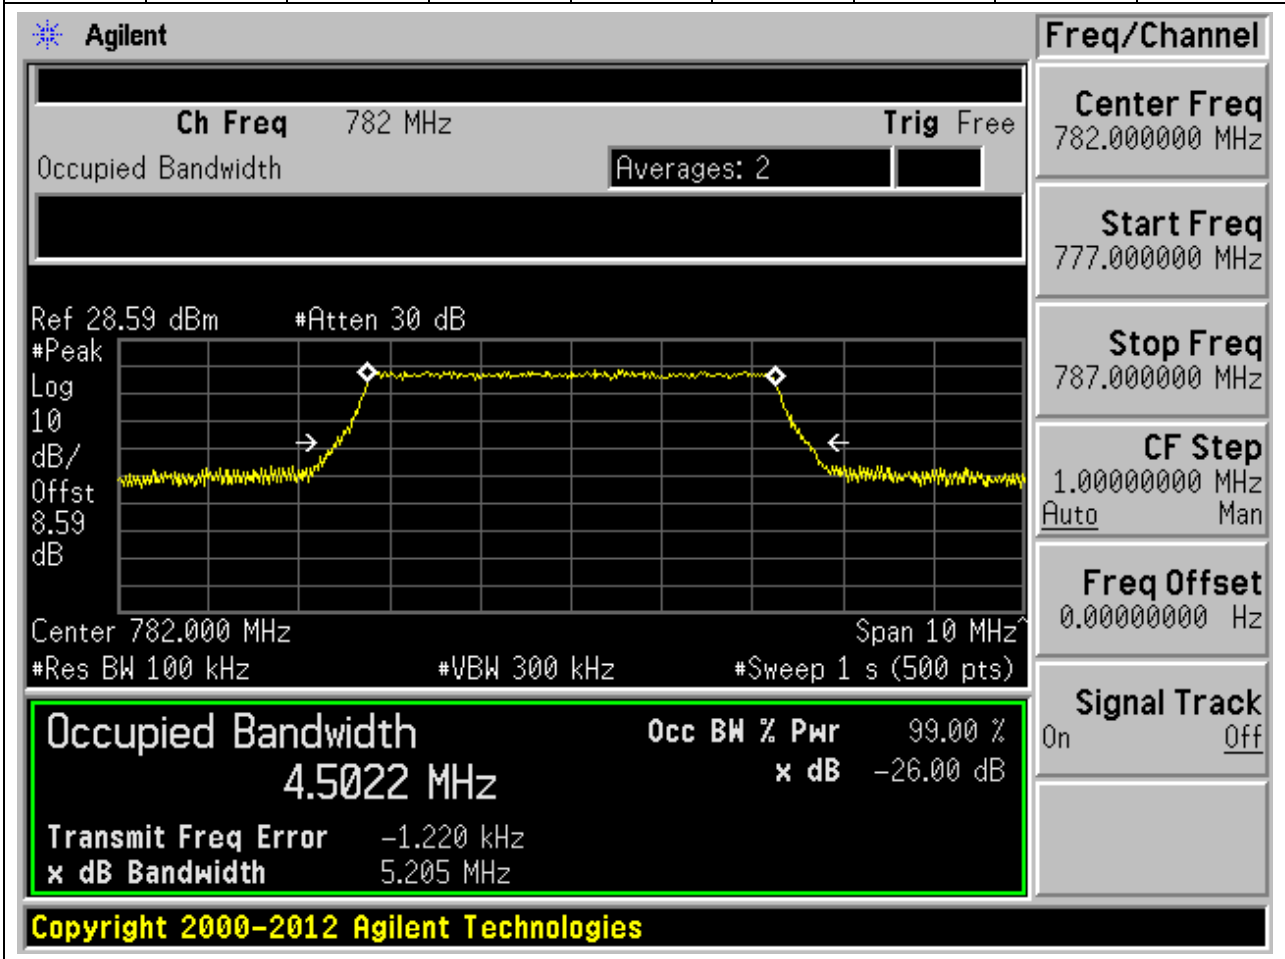 Agilent
Freq/Channel
Ch Freq 782 MHz Trig Free
Occupied Bandwidth Averages: 2
Ref 28.59 dBm #Atten 30 dB
#Peak
Log
10
dB/
Offst
8.59
dB
Center 782.000 MHz Span 10 MHz^
#Res BW 100 kHz #VBW 300 kHz #Sweep 1 s (500 pts)
Occupied Bandwidth Occ BW % Pwr 99.00 %
4.5022 MHz x dB -26.00 dB
Transmit Freq Error -1.220 kHz
x dB Bandwidth 5.205 MHz
Copyright 2000-2012 Agilent Technologies
Center Freq
782.000000 MHz
Start Freq
777.000000 MHz
Stop Freq
787.000000 MHz
CF Step
1.00000000 MHz
Auto Man
Freq Offset
0.00000000 Hz
Signal Track
On Off